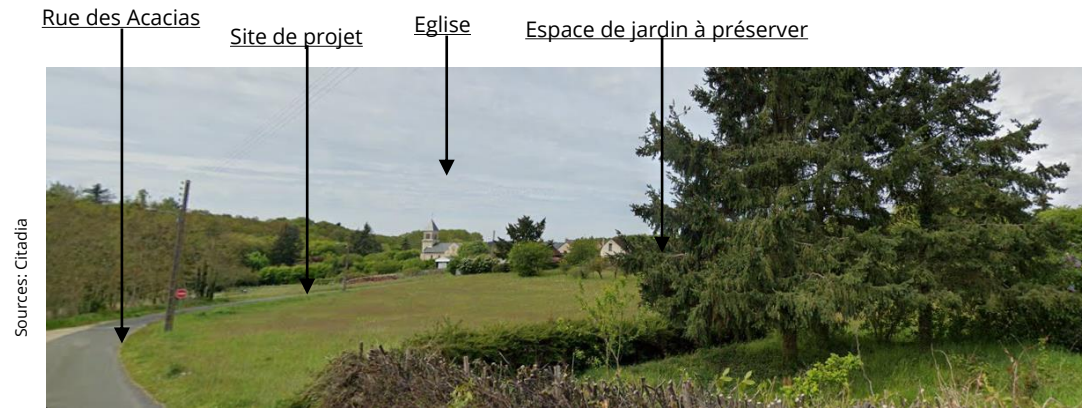 Rue des Acacias
Site de projet
Eglise
Espace de jardin à préserver
Sources: Citadia